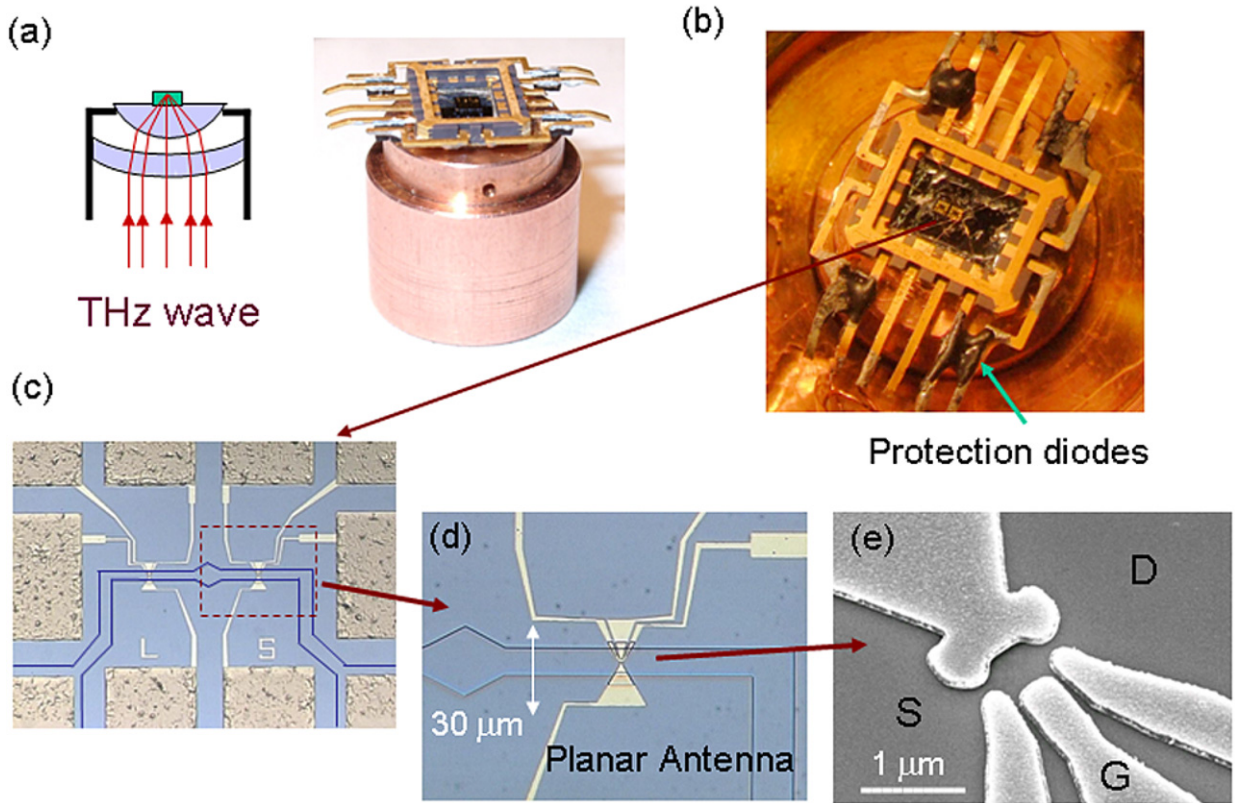 (a)
(b)
THz wave
(c)
Protection diodes
L
S
(d)
30 μm
Planar Antenna
(e)
D
S
G
1 μm